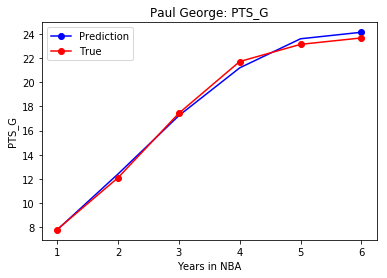 Paul George: PTS_G
Prediction
True
24
22
20
18
16
14
12
10
8
PTS_G
1 2 3 4 5 6
Years in NBA